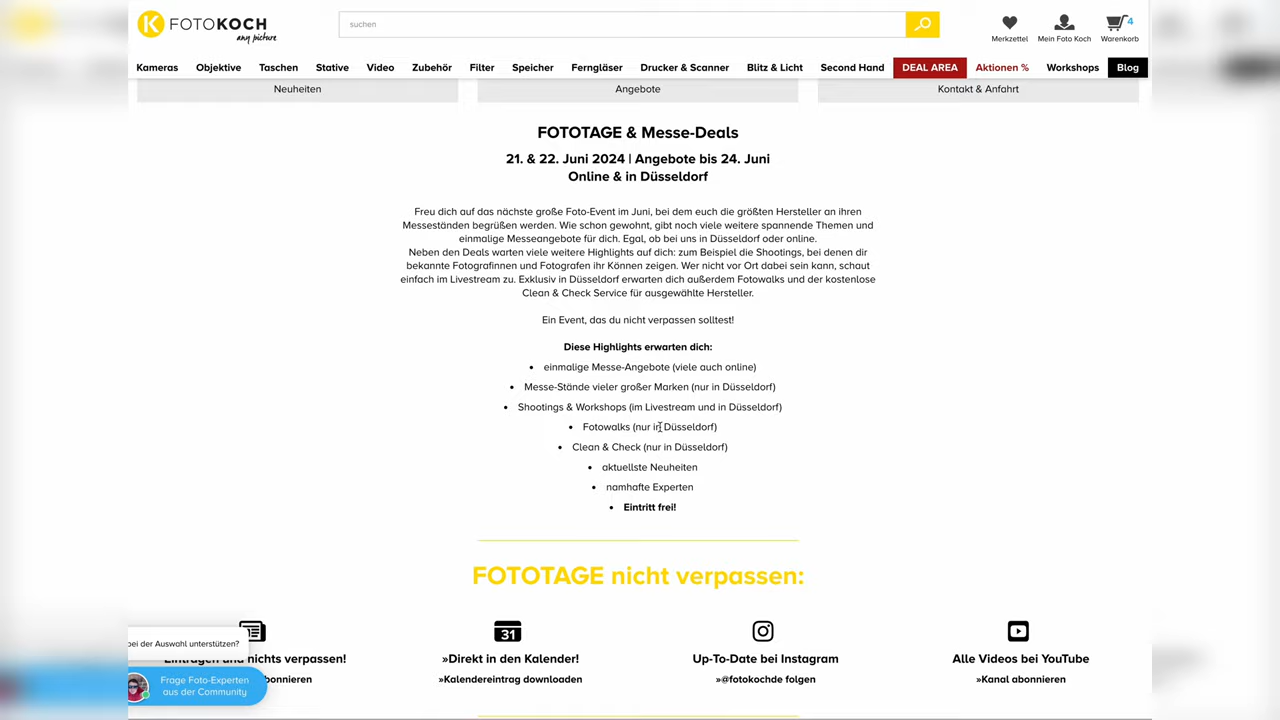 FOTOKOCH
any picture
suchen
Merkzettel
Mein Foto Koch
4
Warenkorb
Kameras Objektive Taschen Stative Video Zubehör Filter Speicher Ferngläser Drucker & Scanner Blitz & Licht Second Hand DEAL AREA Aktionen % Workshops Blog
Neuheiten Angebote Kontakt & Anfahrt
FOTOTAGE & Messe-Deals
21. & 22. Juni 2024 | Angebote bis 24. Juni
Online & in Düsseldorf
Freu dich auf das nächste große Foto-Event im Juni, bei dem euch die größten Hersteller an ihren
Messeständen begrüßen werden. Wie schon gewohnt, gibt noch viele weitere spannende Themen und
einmalige Messeangebote für dich. Egal, ob bei uns in Düsseldorf oder online.
Neben den Deals warten viele weitere Highlights auf dich: zum Beispiel die Shootings, bei denen dir
bekannte Fotografinnen und Fotografen ihr Können zeigen. Wer nicht vor Ort dabei sein kann, schaut
einfach im Livestream zu. Exklusiv in Düsseldorf erwarten dich außerdem Fotowalks und der kostenlose
Clean & Check Service für ausgewählte Hersteller.
Ein Event, das du nicht verpassen solltest!
Diese Highlights erwarten dich:
• einmalige Messe-Angebote (viele auch online)
• Messe-Stände vieler großer Marken (nur in Düsseldorf)
• Shootings & Workshops (im Livestream und in Düsseldorf)
• Fotowalks (nur in Düsseldorf)
• Clean & Check (nur in Düsseldorf)
• aktuellste Neuheiten
• namhafte Experten
• Eintritt frei!
FOTOTAGE nicht verpassen:
31
bei der Auswahl unterstützen?
Eintragen und nichts verpassen! »Direkt in den Kalender! Up-To-Date bei Instagram Alle Videos bei YouTube
bonnieren »Kalendereintrag downloaden »@fotokochde folgen »Kanal abonnieren
Frage Foto-Experten
aus der Community